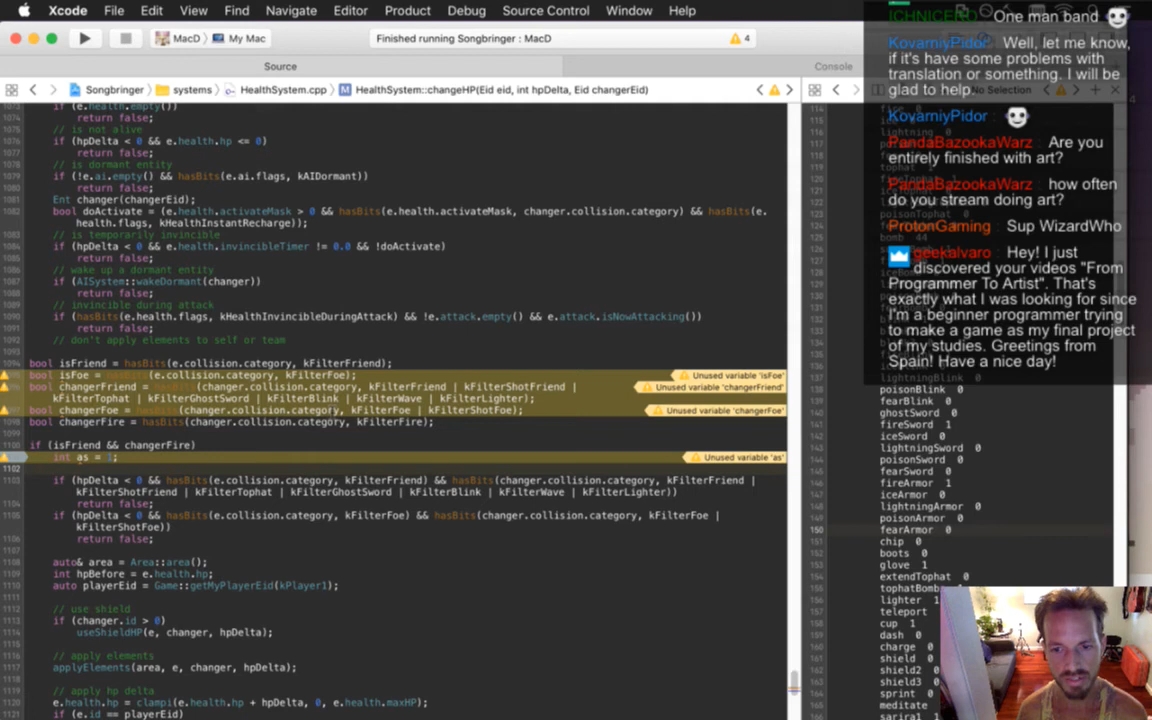 Xcode File Edit View Find Navigate Editor Product Debug Source Control Window Help
MacD My Mac
Finished running Songbringer : MacD
4
Source
Console
Songbringer systems HealthSystem.cpp HealthSystem::changeHP(Eid eid, int hpDelta, Eid changerEid)
No Selection
if (e.health.empty())
return false;
// is not alive
if (hpDelta < 0 && e.health.hp <= 0)
return false;
// is dormant entity
if (!e.ai.empty() && hasBits(e.ai.flags, kAIDormant))
return false;
Ent changer(changerEid);
bool doActivate = (e.health.activateMask > 0 && hasBits(e.health.activateMask, changer.collision.category) && hasBits(e.
health.flags, kHealthInstantRecharge));
// is temporarily invincible
if (hpDelta < 0 && e.health.invincibleTimer != 0.0 && !doActivate)
return false;
// wake up a dormant entity
if (AISystem::wakeDormant(changer))
return false;
// invincible during attack
if (hasBits(e.health.flags, kHealthInvincibleDuringAttack) && !e.attack.empty() && e.attack.isNowAttacking())
return false;
// don't apply elements to self or team
bool isFriend = hasBits(e.collision.category, kFilterFriend);
bool isFoe = hasBits(e.collision.category, kFilterFoe); Unused variable 'isFoe'
bool changerFriend = hasBits(changer.collision.category, kFilterFriend | kFilterShotFriend | Unused variable 'changerFriend'
kFilterTophat | kFilterGhostSword | kFilterBlink | kFilterWave | kFilterLighter);
bool changerFoe = hasBits(changer.collision.category, kFilterFoe | kFilterShotFoe); Unused variable 'changerFoe'
bool changerFire = hasBits(changer.collision.category, kFilterFire);
if (isFriend && changerFire)
int as = 1; Unused variable 'as'
if (hpDelta < 0 && hasBits(e.collision.category, kFilterFriend) && hasBits(changer.collision.category, kFilterFriend |
kFilterShotFriend | kFilterTophat | kFilterGhostSword | kFilterBlink | kFilterWave | kFilterLighter))
return false;
if (hpDelta < 0 && hasBits(e.collision.category, kFilterFoe) && hasBits(changer.collision.category, kFilterFoe |
kFilterShotFoe))
return false;
auto& area = Area::area();
int hpBefore = e.health.hp;
auto playerEid = Game::getMyPlayerEid(kPlayer1);
// use shield
if (changer.id > 0)
useShieldHP(e, changer, hpDelta);
// apply elements
applyElements(area, e, changer, hpDelta);
// apply hp delta
e.health.hp = clampi(e.health.hp + hpDelta, 0, e.health.maxHP);
if (e.id == playerEid)
ICHNICERO One man band
KovarniyPidor Well, let me know,
if it's have some problems with
translation or something. I will be
glad to help.
KovarniyPidor
PandaBazookaWarz : Are you
entirely finished with art?
PandaBazookaWarz : how often
do you stream doing art?
ProtonGaming : Sup WizardWho
geekalvaro : Hey! I just
discovered your videos "From
Programmer To Artist". That's
exactly what I was looking for since
I'm a beginner programmer trying
to make a game as my final project
of my studies. Greetings from
Spain! Have a nice day!
poisonBlink 0
fearBlink 0
ghostSword 0
fireSword 1
iceSword 0
lightningSword 0
poisonSword 0
fearSword 0
fireArmor 1
iceArmor 0
lightningArmor 0
poisonArmor 0
150 fearArmor 0
chip 0
boots 0
glove 1
extendTophat 0
tophatBomb
lighter 1
teleport
cup 1
dash 0
charge 0
shield 0
shield2 0
shield3 0
sprint 0
meditate
sarira1